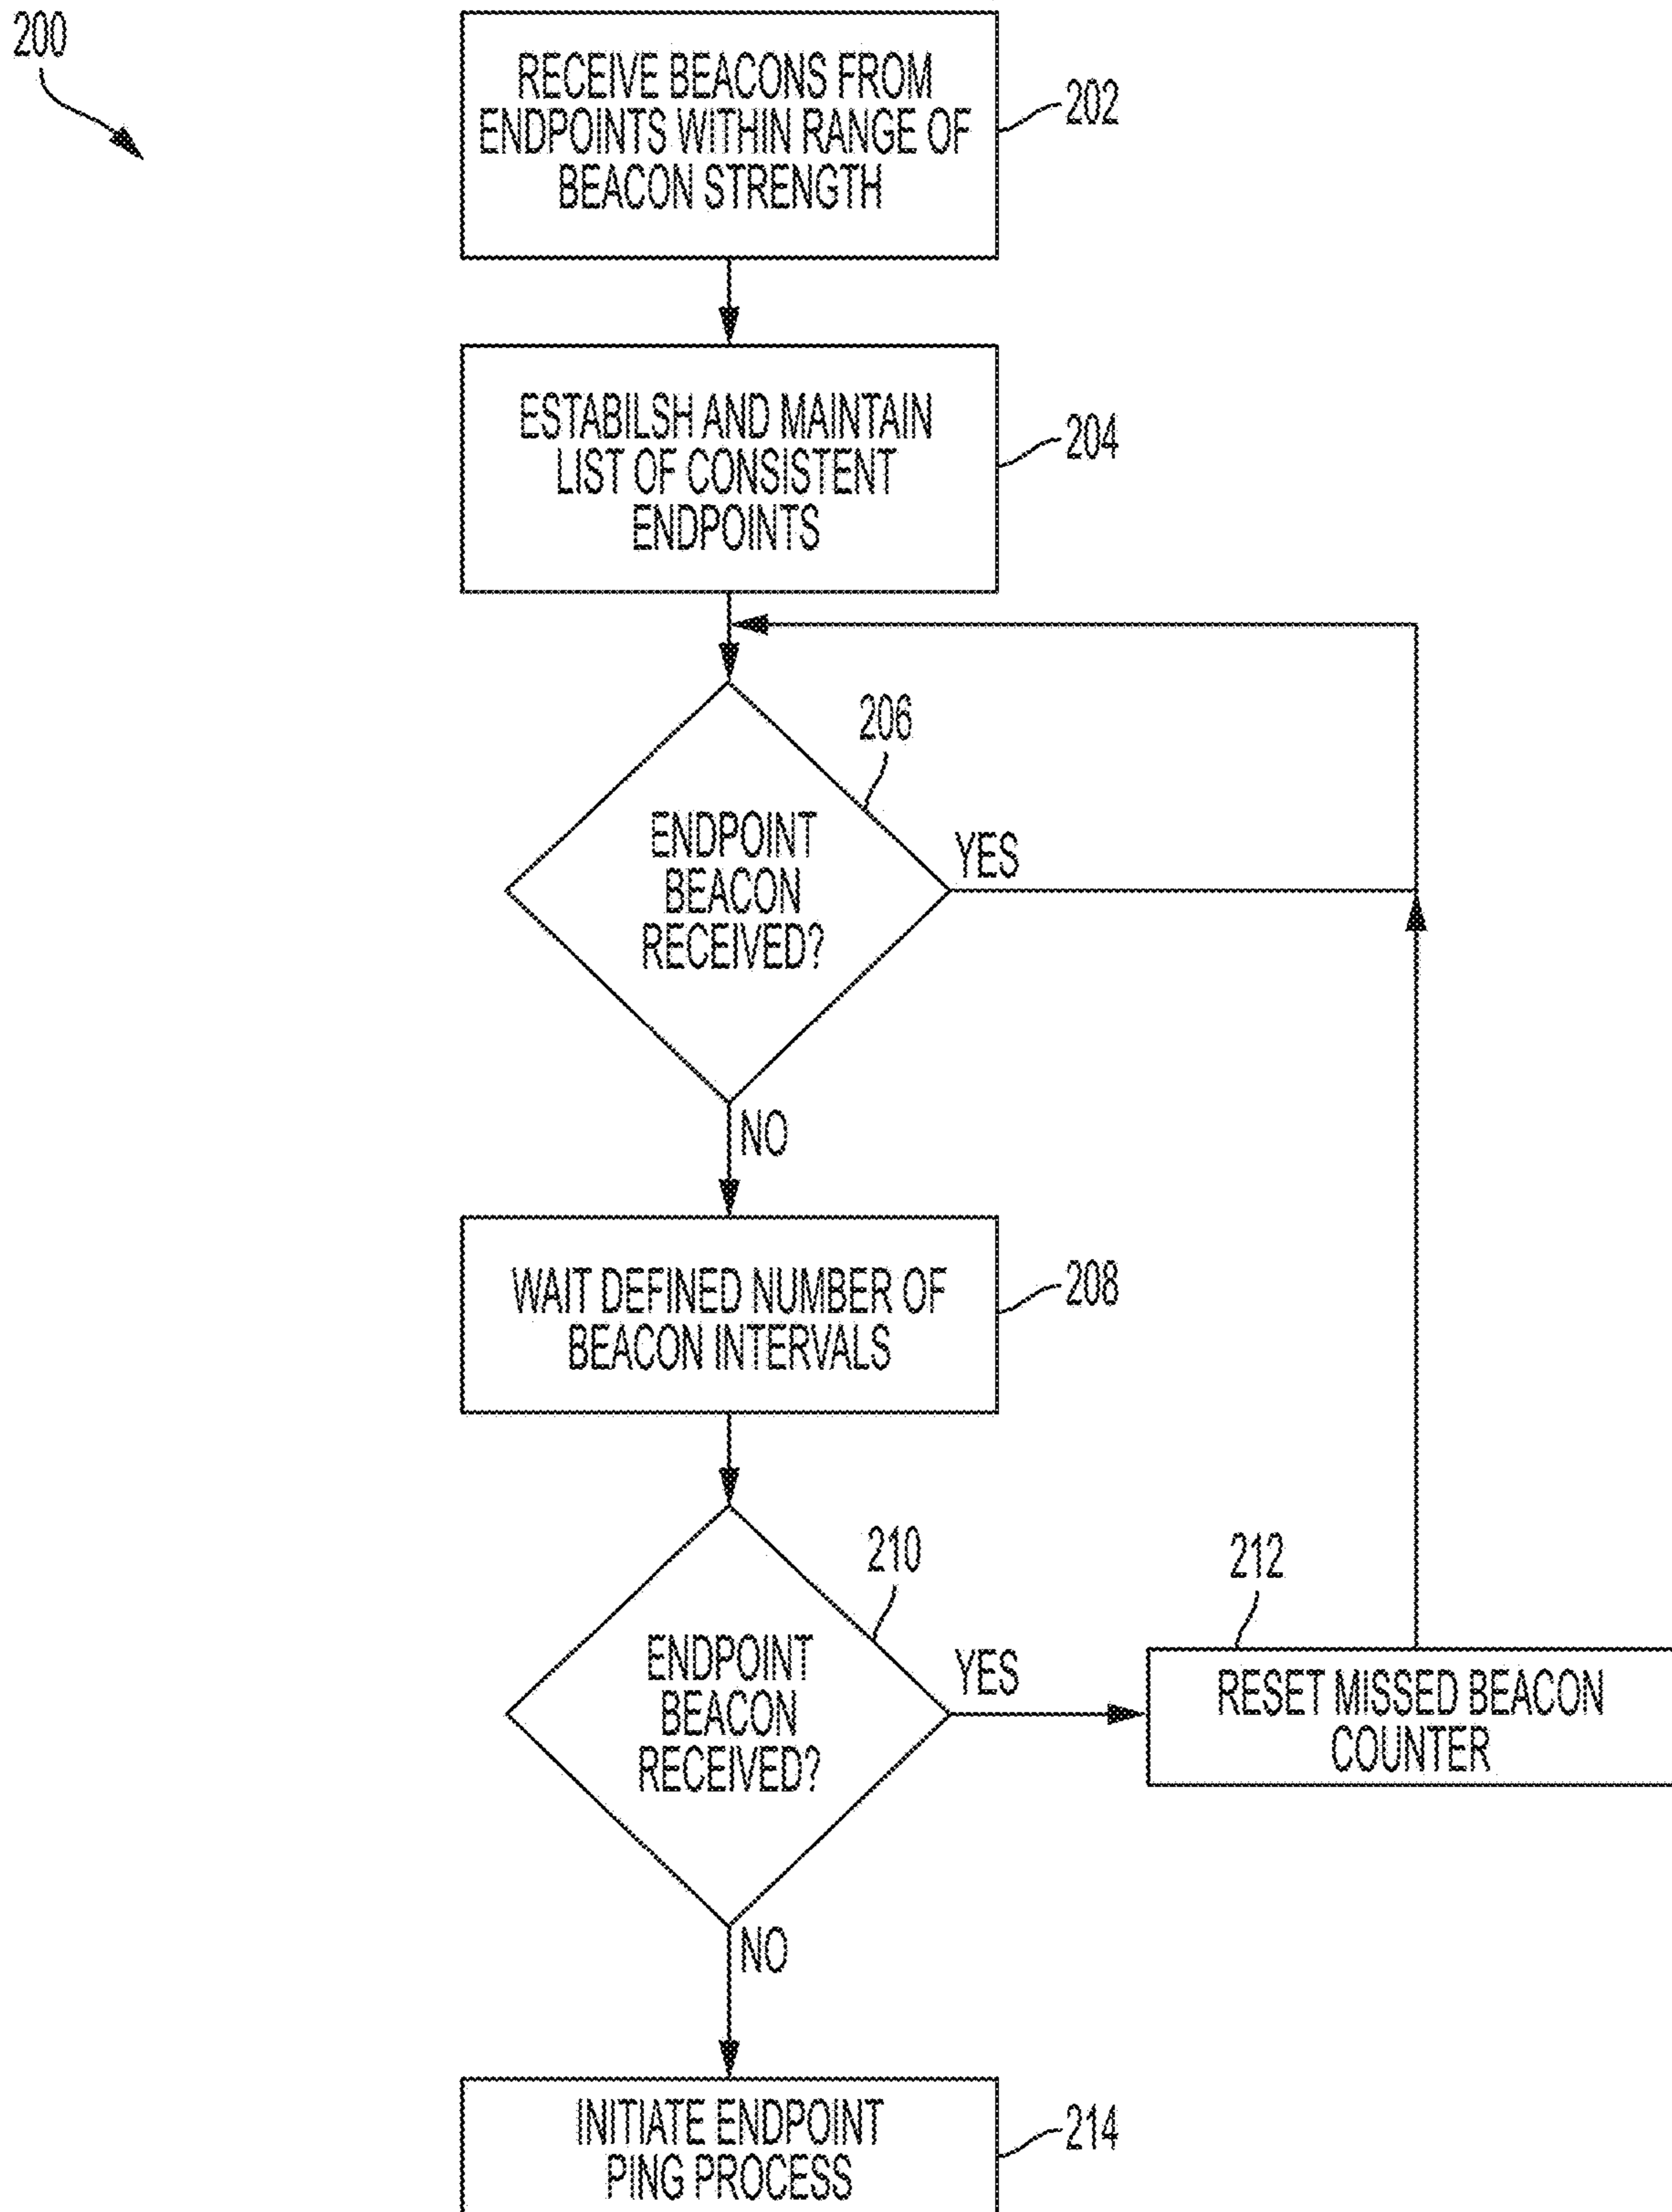 200
RECEIVE BEACONS FROM
ENDPOINTS WITHIN RANGE OF
BEACON STRENGTH
202
ESTABILSH AND MAINTAIN
LIST OF CONSISTENT
ENDPOINTS
204
206
ENDPOINT
BEACON
RECEIVED?
YES
NO
WAIT DEFINED NUMBER OF
BEACON INTERVALS
208
210
ENDPOINT
BEACON
RECEIVED?
YES
212
RESET MISSED BEACON
COUNTER
NO
INITIATE ENDPOINT
PING PROCESS
214